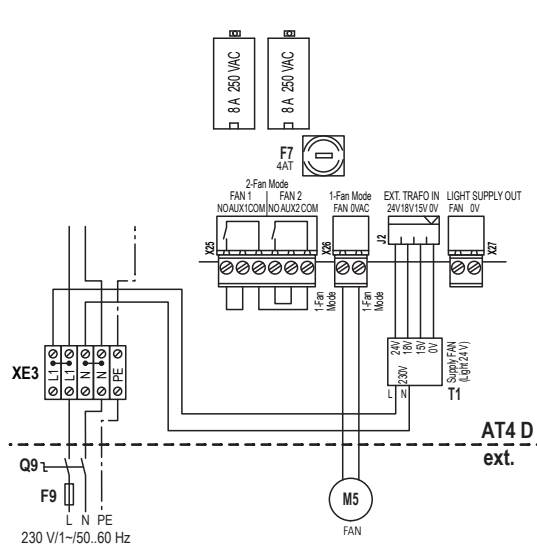 8 A 250 VAC
8 A 250 VAC
F7
4AT
2-Fan Mode
FAN 1 FAN 2
NO AUX1 COM NO AUX2 COM
1-Fan Mode
FAN 0VAC
EXT. TRAFO IN
24V 18V 15V 0V
LIGHT SUPPLY OUT
FAN 0V
X25
X26
J2
X27
1-Fan
Mode
1-Fan
Mode
24V
18V
15V
0V
230V
L N
Supply FAN
(Light 24 V)
T1
XE3
L1
L1
N
N
PE
AT4 D
ext.
Q9
F9
L N PE
230 V/1~/50..60 Hz
M5
FAN